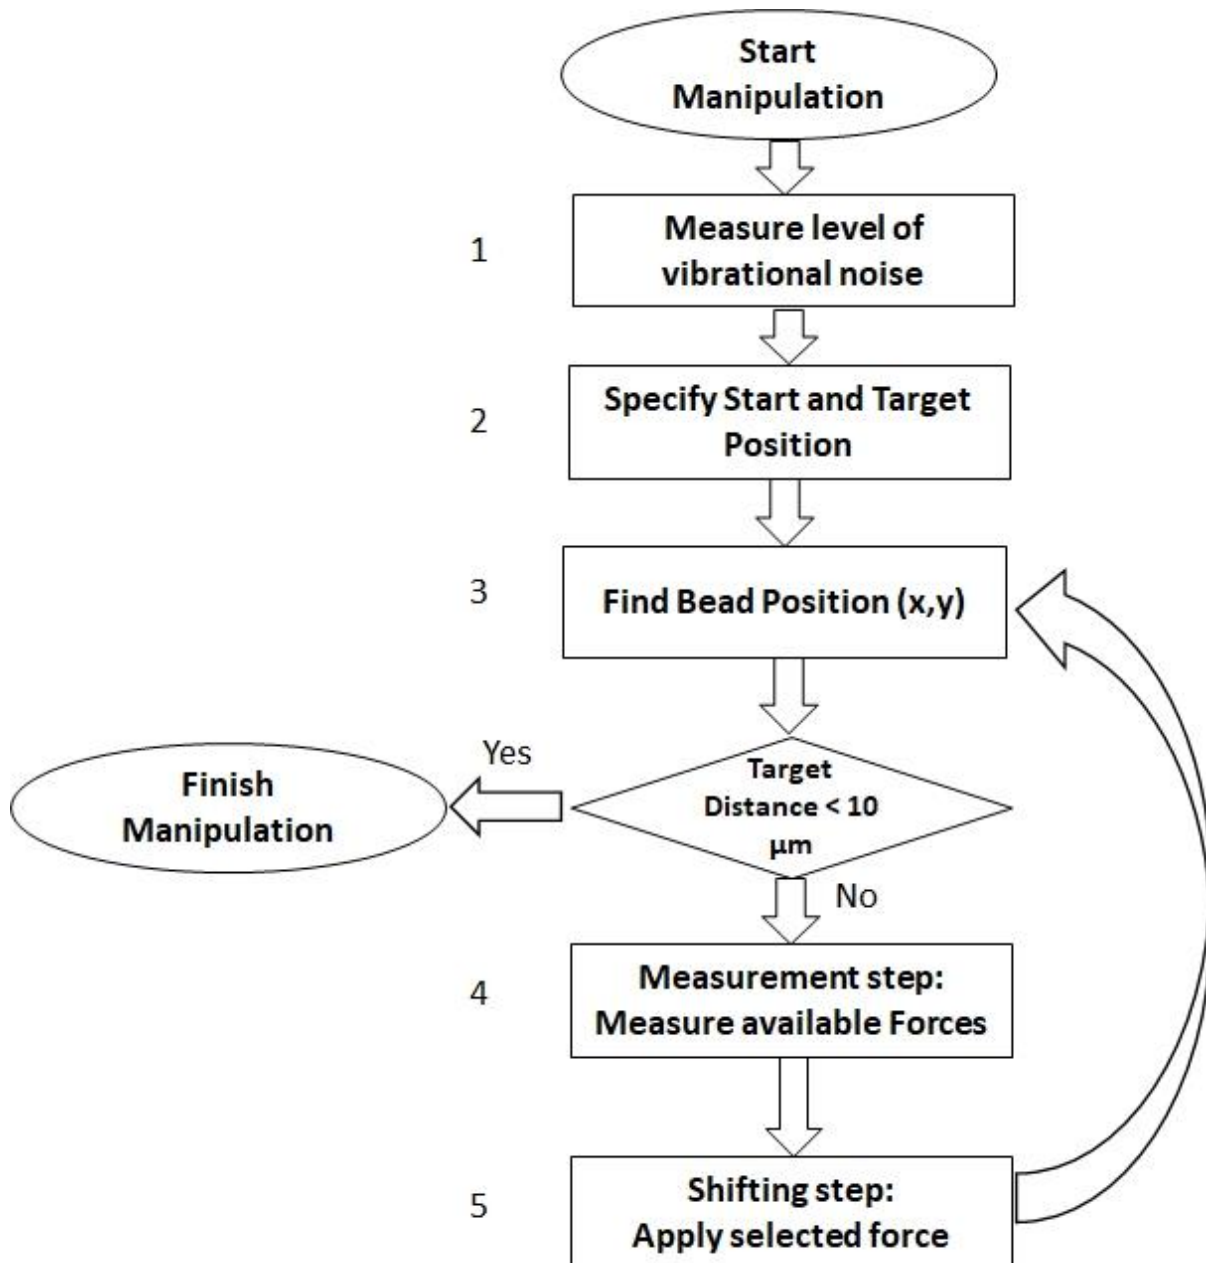 Start
Manipulation
1
Measure level of
vibrational noise
2
Specify Start and Target
Position
3
Find Bead Position (x,y)
Yes
Finish
Manipulation
Target
Distance < 10
μm
No
4
Measurement step:
Measure available Forces
5
Shifting step:
Apply selected force